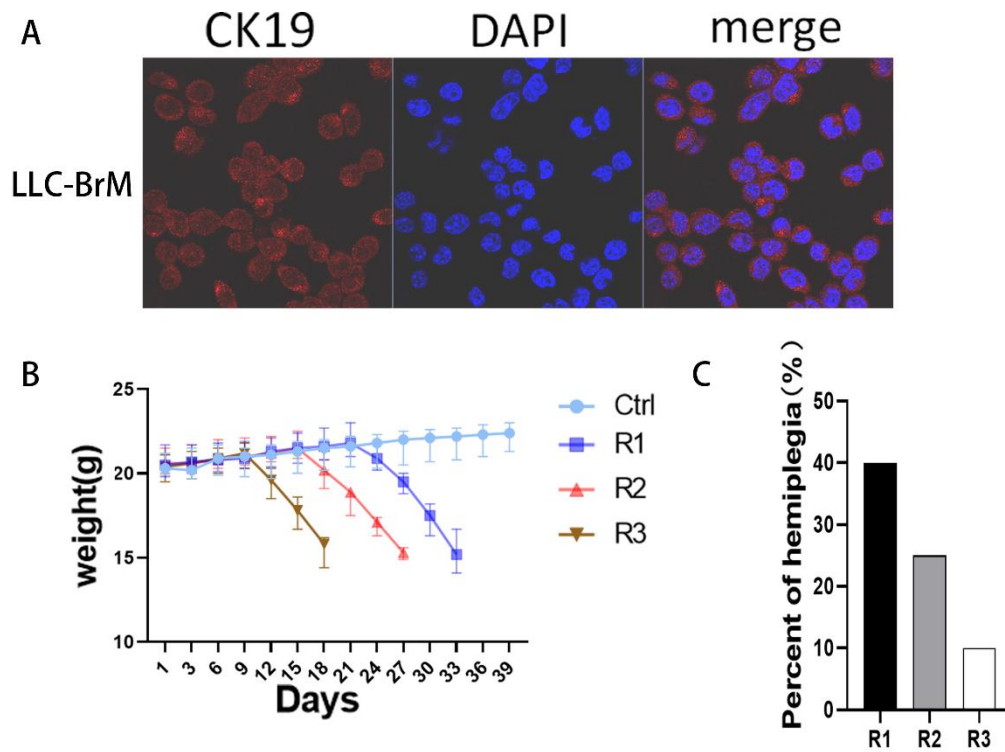 A
CK19
DAPI
merge
LLC-BrM
B
25
20
15
10
weight(g)
1
3
6
9
12
15
18
21
24
27
30
33
36
39
Days
Ctrl
R1
R2
R3
C
Percent of hemiplegia(%)
50
40
30
20
10
0
R1
R2
R3